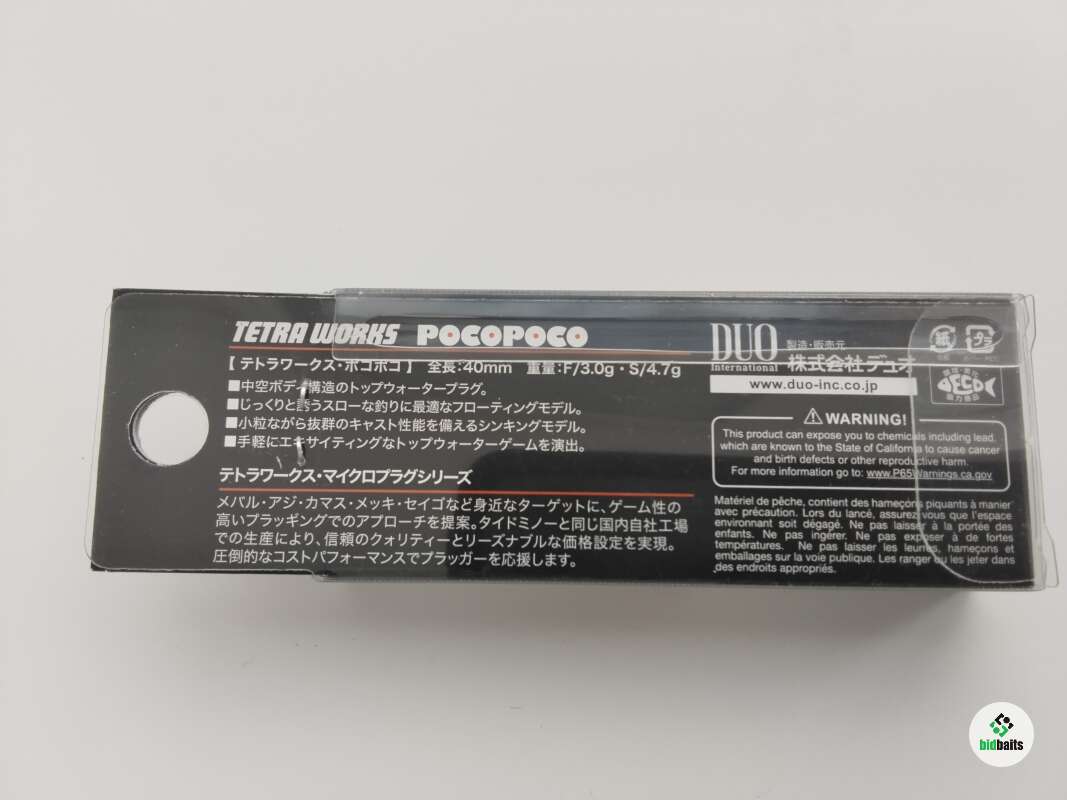 TETRA WORKS POCOPOCO
【 テトラワークス・ポコポコ 】 全長:40mm 重量:F/3.0g・S/4.7g
■中空ボディ構造のトップウォータープラグ。
■じっくりと誘うスローな釣りに最適なフローティングモデル。
■小粒ながら抜群のキャスト性能を備えるシンキングモデル。
■手軽にエキサイティングなトップウォーターゲームを演出。
テトラワークス・マイクロプラグシリーズ
メバル・アジ・カマス・メッキ・セイゴなど身近なターゲットに、ゲーム性の
高いプラッギングでのアプローチを提案。タイドミノーと同じ国内自社工場
での生産により、信頼のクォリティーとリーズナブルな価格設定を実現。
圧倒的なコストパフォーマンスでプラッガーを応援します。
DUO
International
製造・販売元
株式会社デュオ
www.duo-inc.co.jp
紙
プラ
WARNING!
This product can expose you to chemicals including lead,
which are known to the State of California to cause cancer
and birth defects or other reproductive harm.
For more information go to: www.P65Warnings.ca.gov
Matériel de pêche, contient des hameçons piquants à manier
avec précaution. Lors du lancé, assurez vous que l'espace
environnant soit dégagé. Ne pas laisser à la portée des
enfants. Ne pas ingérer. Ne pas exposer à de fortes
températures. Ne pas laisser les leurres, hameçons et
emballages sur la voie publique. Les ranger ou les jeter dans
des endroits appropriés.
bidbaits